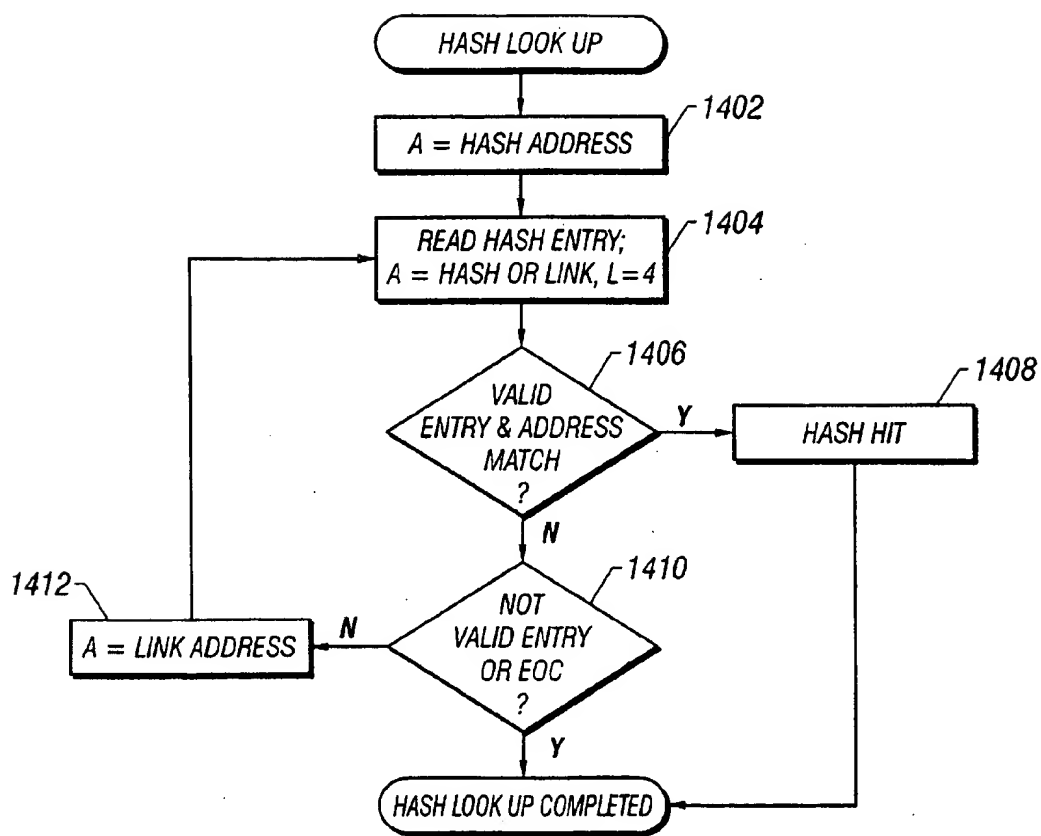 HASH LOOK UP
1402
A = HASH ADDRESS
1404
READ HASH ENTRY;
A = HASH OR LINK, L=4
1406
VALID
ENTRY & ADDRESS
MATCH
?
Y
1408
HASH HIT
N
1410
NOT
VALID ENTRY
OR EOC
?
N
1412
A = LINK ADDRESS
Y
HASH LOOK UP COMPLETED